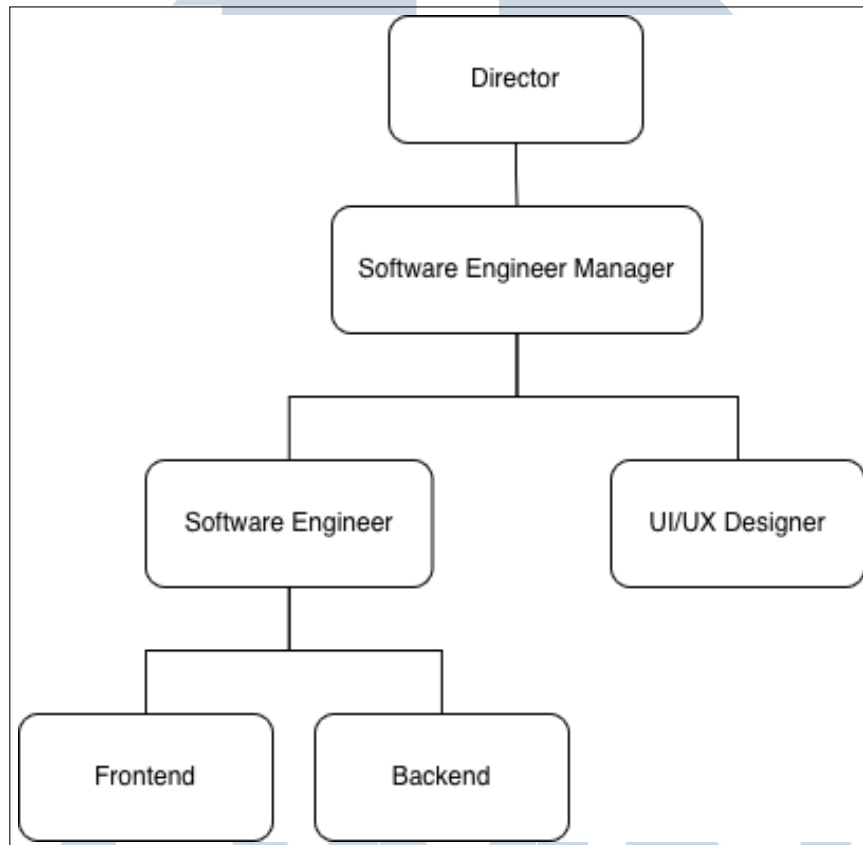 Director
Software Engineer Manager
Software Engineer
UI/UX Designer
Frontend
Backend